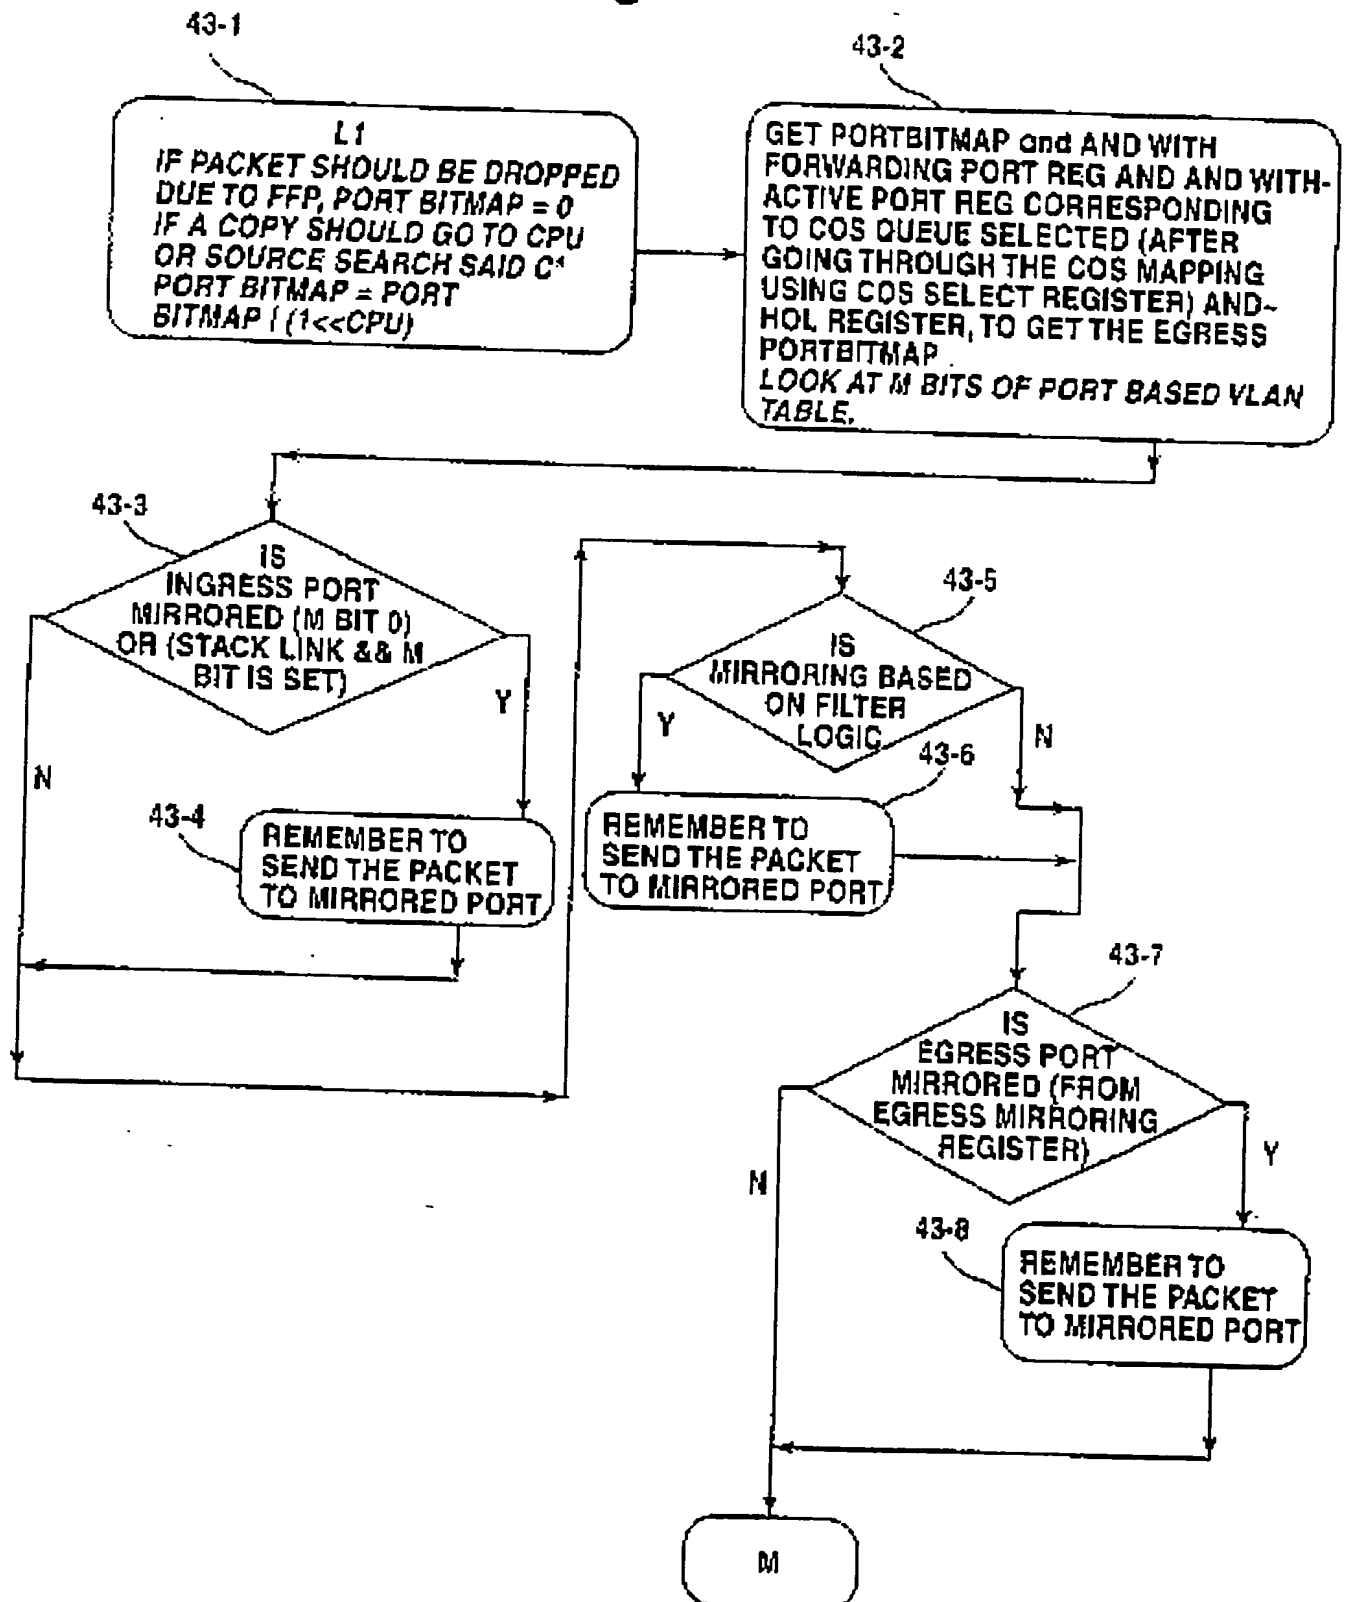 43-1
L1
IF PACKET SHOULD BE DROPPED
DUE TO FFP, PORT BITMAP = 0
IF A COPY SHOULD GO TO CPU
OR SOURCE SEARCH SAID C*
PORT BITMAP = PORT
BITMAP | (1<<CPU)
43-2
GET PORTBITMAP and AND WITH
FORWARDING PORT REG AND AND WITH-
ACTIVE PORT REG CORRESPONDING
TO COS QUEUE SELECTED (AFTER
GOING THROUGH THE COS MAPPING
USING COS SELECT REGISTER) AND~
HOL REGISTER, TO GET THE EGRESS
PORTBITMAP
LOOK AT M BITS OF PORT BASED VLAN
TABLE.
43-3
IS
INGRESS PORT
MIRRORED (M BIT 0)
OR (STACK LINK && M
BIT IS SET)
Y
N
43-4
REMEMBER TO
SEND THE PACKET
TO MIRRORED PORT
43-5
IS
MIRRORING BASED
ON FILTER
LOGIC
Y
N
43-6
REMEMBER TO
SEND THE PACKET
TO MIRRORED PORT
43-7
IS
EGRESS PORT
MIRRORED (FROM
EGRESS MIRRORING
REGISTER)
N
Y
43-8
REMEMBER TO
SEND THE PACKET
TO MIRRORED PORT
M